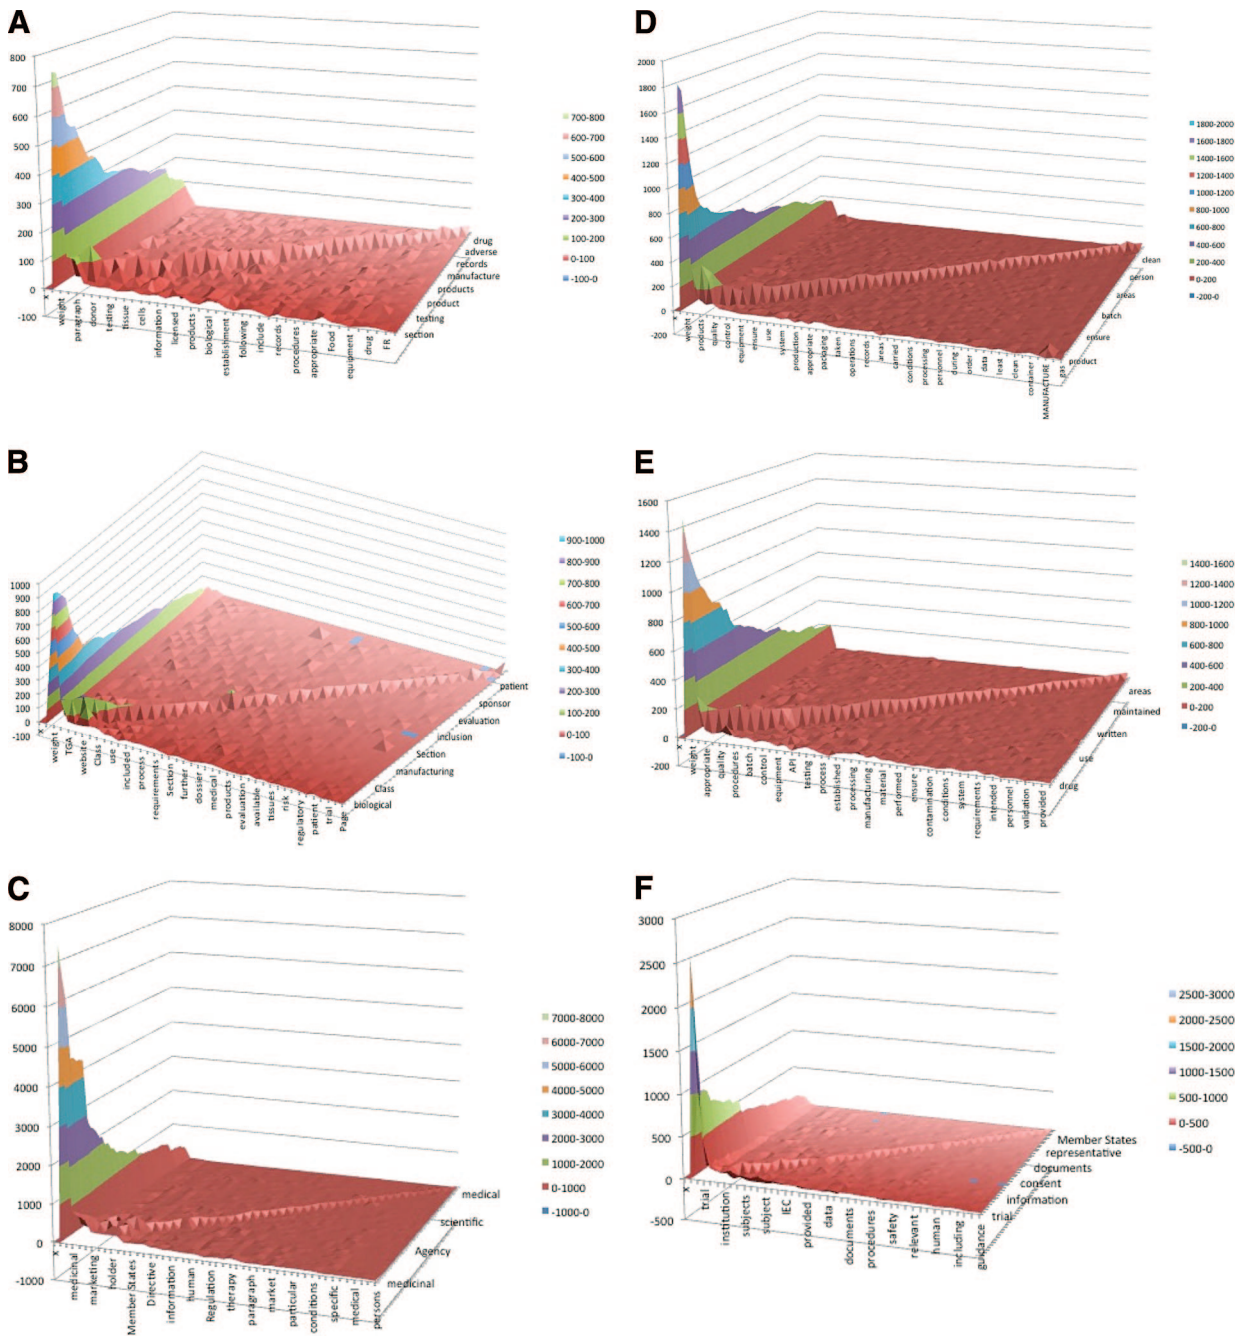 A
800
700
600
500
400
300
200
100
0
-100
x
weight
paragraph
donor
testing
tissue
cells
information
licensed
products
biological
establishment
following
include
records
procedures
appropriate
Food
equipment
drug
FR
drug
adverse
records
manufacture
products
product
testing
section
700-800
600-700
500-600
400-500
300-400
200-300
100-200
0-100
-100-0
D
2000
1800
1600
1400
1200
1000
800
600
400
200
0
-200
x
weight
products
quality
control
equipment
ensure
use
system
production
appropriate
packaging
taken
operations
records
areas
carried
conditions
processing
personnel
during
order
data
least
clean
container
MANUFACTURE
gas
clean
person
areas
batch
ensure
product
1800-2000
1600-1800
1400-1600
1200-1400
1000-1200
800-1000
600-800
400-600
200-400
0-200
-200-0
B
1000
900
800
700
600
500
400
300
200
100
0
-100
x
weight
TGA
website
Class
use
included
process
requirements
Section
further
dossier
medical
products
evaluation
available
tissues
risk
regulatory
patient
trial
Page
patient
sponsor
evaluation
inclusion
Section
manufacturing
Class
biological
900-1000
800-900
700-800
600-700
500-600
400-500
300-400
200-300
100-200
0-100
-100-0
E
1600
1400
1200
1000
800
600
400
200
0
-200
x
weight
appropriate
quality
procedures
batch
control
equipment
API
testing
process
established
processing
manufacturing
material
performed
ensure
contamination
conditions
system
requirements
intended
personnel
validation
provided
areas
maintained
written
use
drug
1400-1600
1200-1400
1000-1200
800-1000
600-800
400-600
200-400
0-200
-200-0
C
8000
7000
6000
5000
4000
3000
2000
1000
0
-1000
x
medicinal
marketing
holder
Member States
Directive
information
human
Regulation
therapy
paragraph
market
particular
conditions
specific
medical
persons
medical
scientific
Agency
medicinal
7000-8000
6000-7000
5000-6000
4000-5000
3000-4000
2000-3000
1000-2000
0-1000
-1000-0
F
3000
2500
2000
1500
1000
500
0
-500
x
trial
institution
subjects
subject
IEC
provided
data
documents
procedures
safety
relevant
human
including
guidance
Member States
representative
documents
consent
information
trial
2500-3000
2000-2500
1500-2000
1000-1500
500-1000
0-500
-500-0